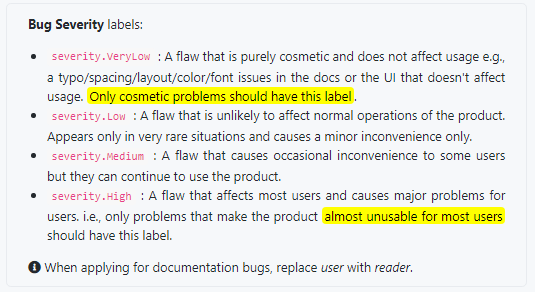 Bug Severity labels:
• severity.VeryLow : A flaw that is purely cosmetic and does not affect usage e.g.,
a typo/spacing/layout/color/font issues in the docs or the UI that doesn't affect
usage. Only cosmetic problems should have this label.
• severity.Low : A flaw that is unlikely to affect normal operations of the product.
Appears only in very rare situations and causes a minor inconvenience only.
• severity.Medium : A flaw that causes occasional inconvenience to some users
but they can continue to use the product.
• severity.High : A flaw that affects most users and causes major problems for
users. i.e., only problems that make the product almost unusable for most users
should have this label.
When applying for documentation bugs, replace user with reader.